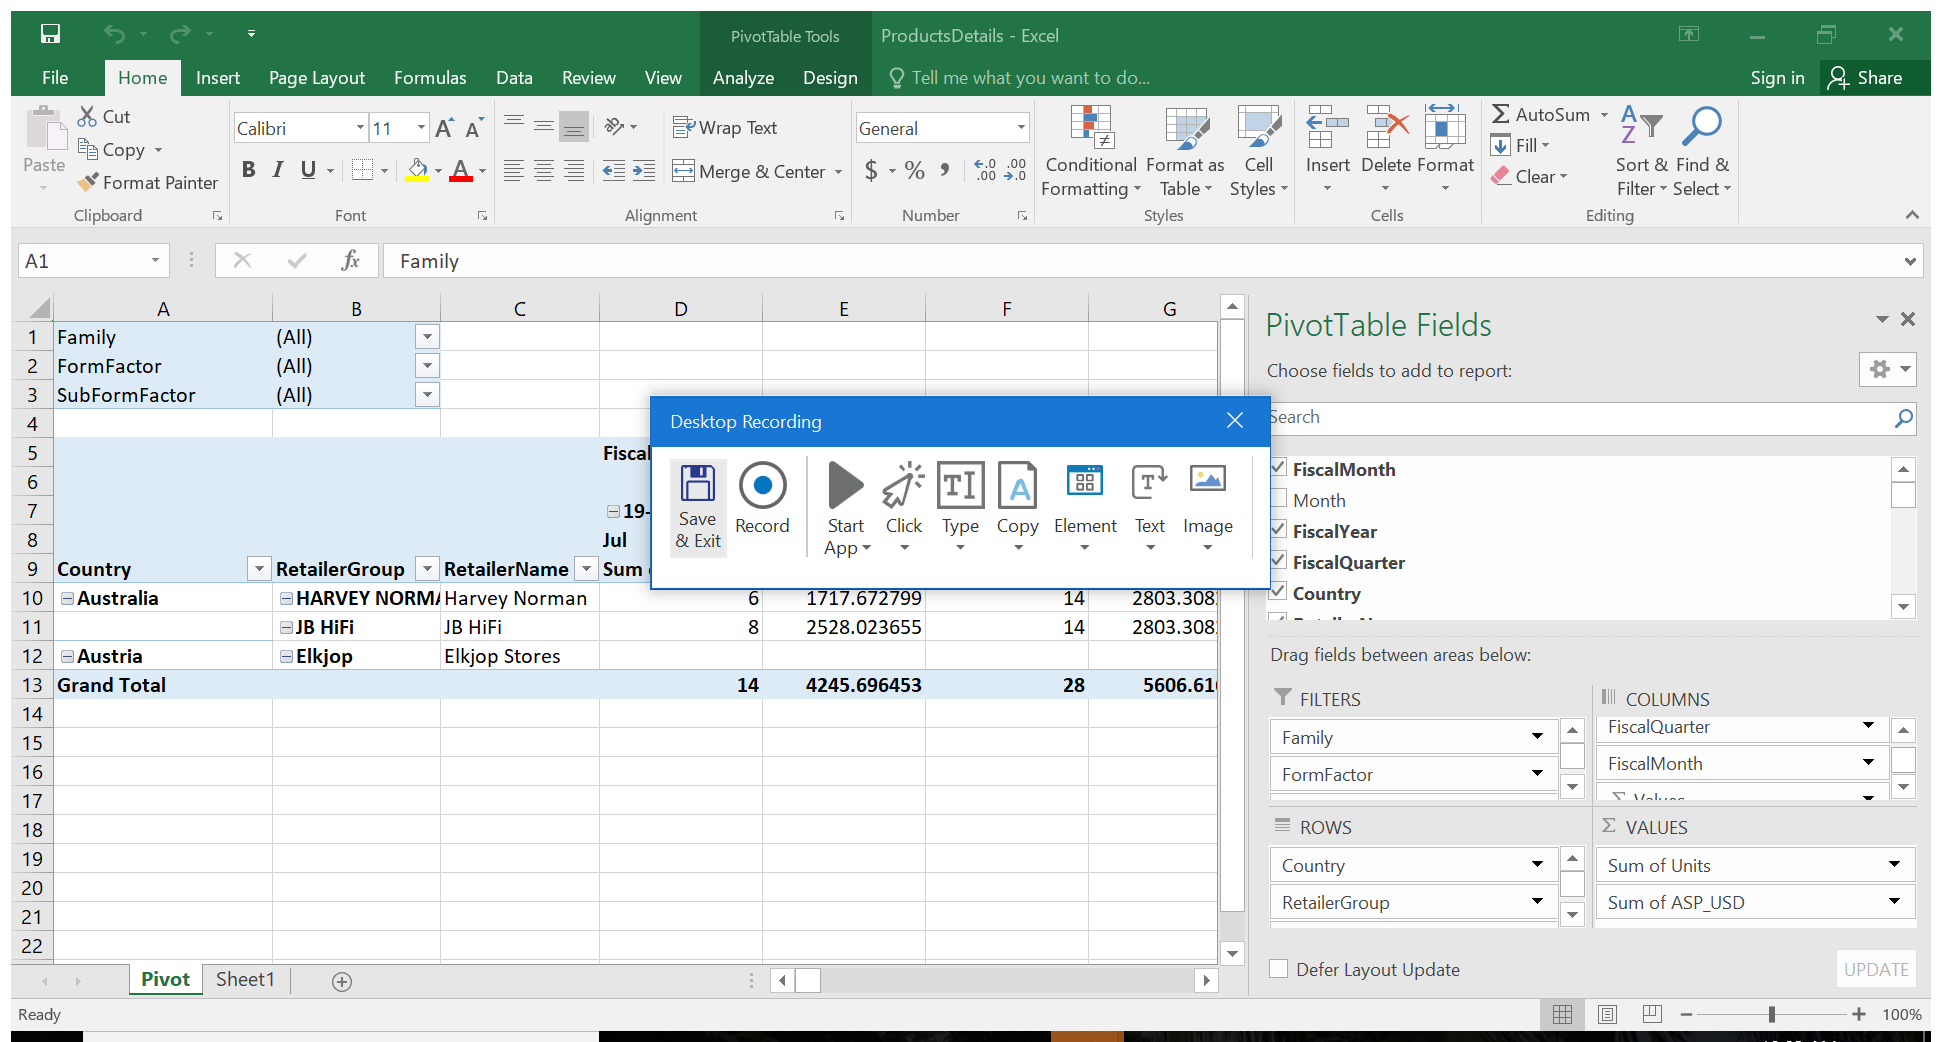 PivotTable Tools ProductsDetails - Excel
File Home Insert Page Layout Formulas Data Review View Analyze Design Tell me what you want to do... Sign in Share
Paste Cut
Copy
Format Painter
Clipboard
Calibri 11
B I U A
Font
Wrap Text
Merge & Center
Alignment
General
$ % ,
Number
Conditional Formatting
Format as Table
Cell Styles
Styles
Insert Delete Format
Cells
AutoSum
Fill
Clear
Sort & Filter
Find & Select
Editing
A1 fx Family
A B C D E F G
1 Family (All)
2 FormFactor (All)
3 SubFormFactor (All)
4
5 Fiscal
6
7 19-
8 Jul
9 Country RetailerGroup RetailerName Sum
10 Australia HARVEY NORMA Harvey Norman 6 1717.672799 14 2803.308
11 JB HiFi JB HiFi 8 2528.023655 14 2803.308
12 Austria Elkjop Elkjop Stores
13 Grand Total 14 4245.696453 28 5606.61
14
15
16
17
18
19
20
21
22
Desktop Recording
Save & Exit
Record
Start App
Click
Type
Copy
Element
Text
Image
PivotTable Fields
Choose fields to add to report:
Search
FiscalMonth
Month
FiscalYear
FiscalQuarter
Country
Drag fields between areas below:
FILTERS
Family
FormFactor
COLUMNS
FiscalQuarter
FiscalMonth
Σ Values
ROWS
Country
RetailerGroup
Σ VALUES
Sum of Units
Sum of ASP_USD
Defer Layout Update UPDATE
Pivot Sheet1
Ready 100%